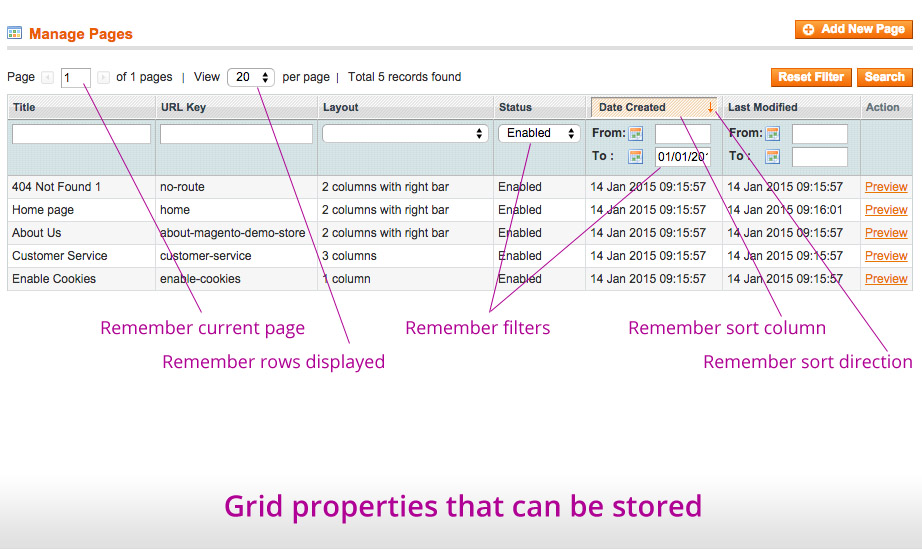 Manage Pages
Add New Page
Page 1 of 1 pages | View 20 per page | Total 5 records found
Reset Filter Search
Title URL Key Layout Status Date Created Last Modified Action
Enabled From: From:
To : 01/01/201 To :
404 Not Found 1 no-route 2 columns with right bar Enabled 14 Jan 2015 09:15:57 14 Jan 2015 09:15:57 Preview
Home page home 2 columns with right bar Enabled 14 Jan 2015 09:15:57 14 Jan 2015 09:16:01 Preview
About Us about-magento-demo-store 2 columns with right bar Enabled 14 Jan 2015 09:15:57 14 Jan 2015 09:15:57 Preview
Customer Service customer-service 3 columns Enabled 14 Jan 2015 09:15:57 14 Jan 2015 09:15:57 Preview
Enable Cookies enable-cookies 1 column Enabled 14 Jan 2015 09:15:57 14 Jan 2015 09:15:57 Preview
Remember current page Remember filters Remember sort column
Remember rows displayed Remember sort direction
Grid properties that can be stored